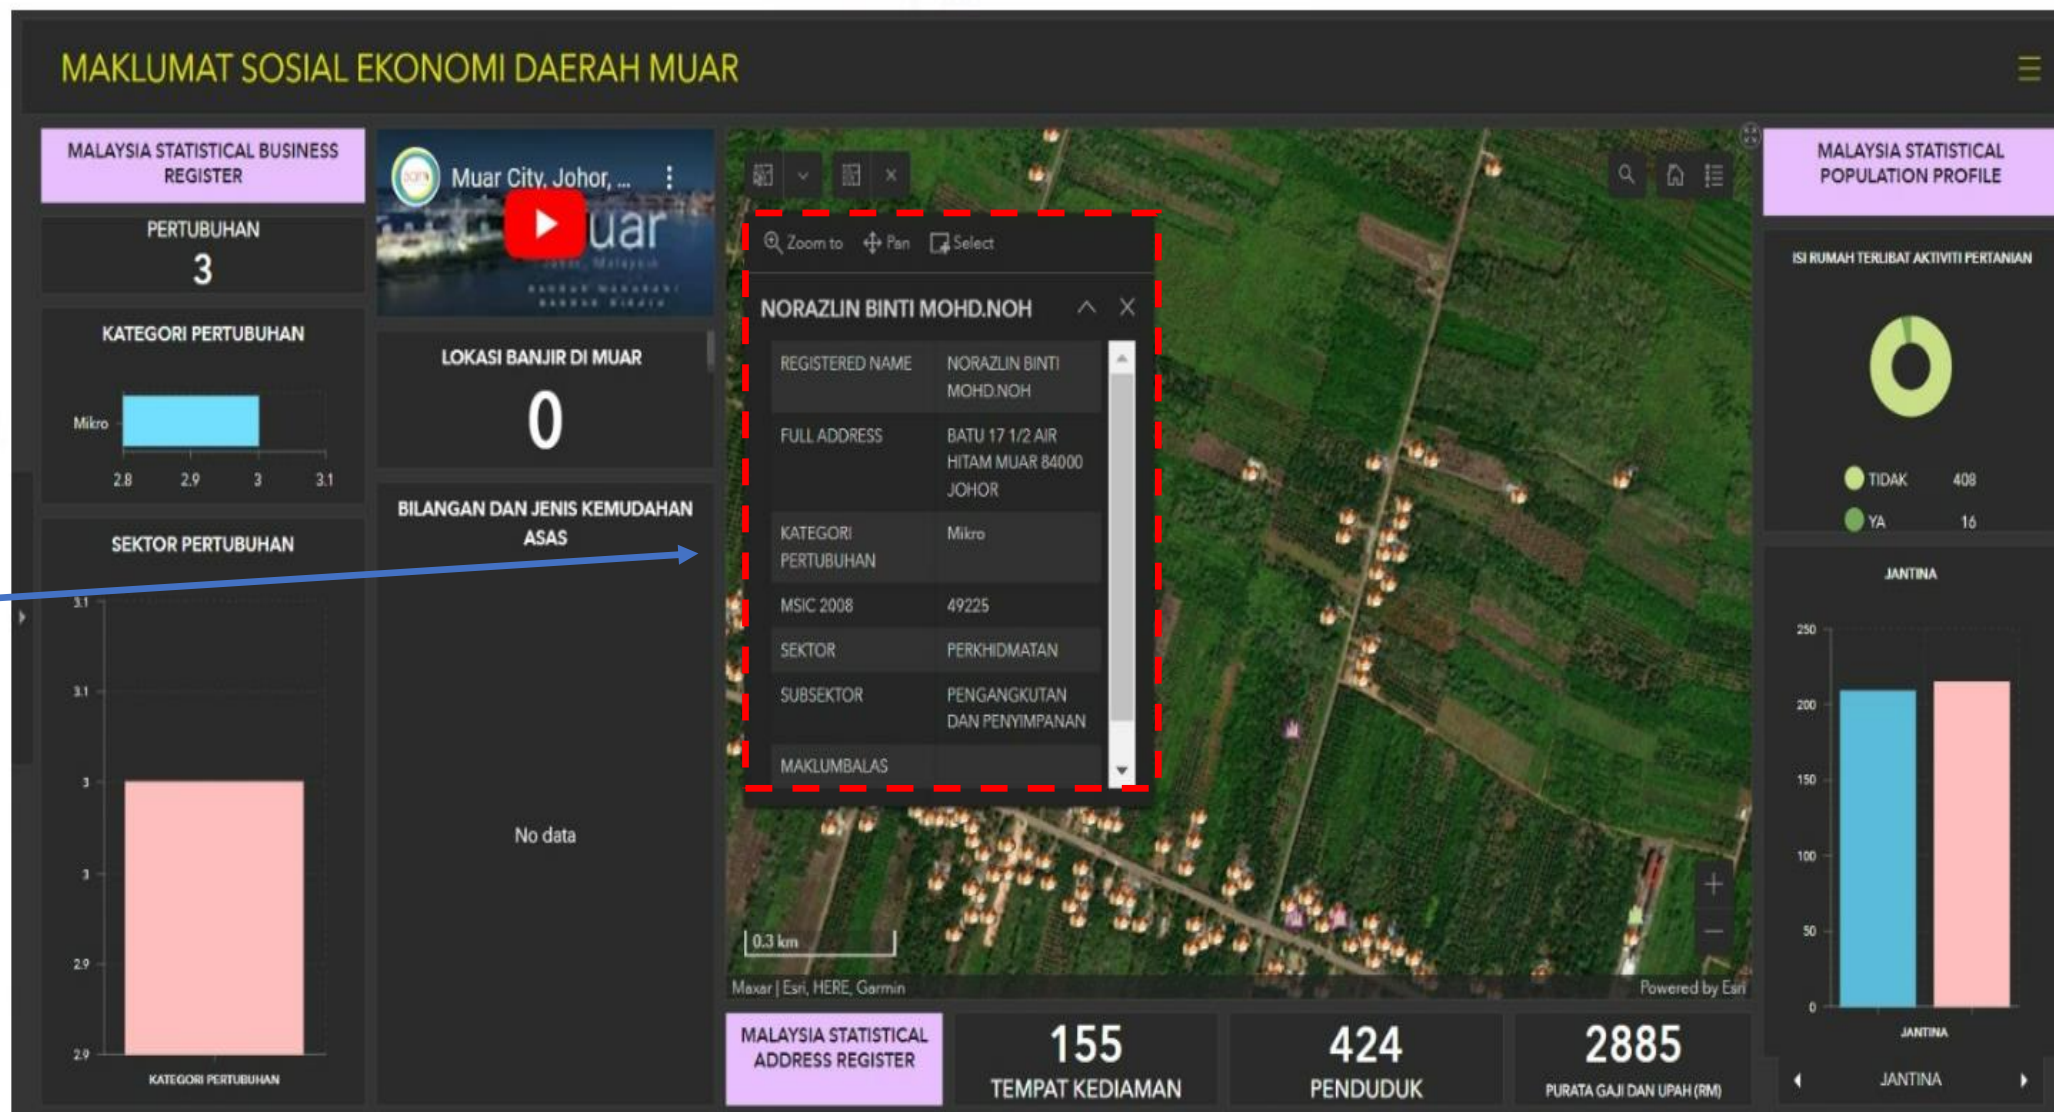 MAKLUMAT SOSIAL EKONOMI DAERAH MUAR
MALAYSIA STATISTICAL BUSINESS
REGISTER
PERTUBUHAN
3
KATEGORI PERTUBUHAN
Mikro
2.8 2.9 3 3.1
SEKTOR PERTUBUHAN
3.1
3.1
3
3
2.9
2.9
KATEGORI PERTUBUHAN
Muar City, Johor, ...
uar
Johor, Malaysia
LOKASI BANJIR DI MUAR
0
BILANGAN DAN JENIS KEMUDAHAN
ASAS
No data
Zoom to Pan Select
NORAZLIN BINTI MOHD.NOH
REGISTERED NAME NORAZLIN BINTI
MOHD.NOH
FULL ADDRESS BATU 17 1/2 AIR
HITAM MUAR 84000
JOHOR
KATEGORI Mikro
PERTUBUHAN
MSIC 2008 49225
SEKTOR PERKHIDMATAN
SUBSEKTOR PENGANGKUTAN
DAN PENYIMPANAN
MAKLUMBALAS
0.3 km
Maxar | Esri, HERE, Garmin
Powered by Esri
MALAYSIA STATISTICAL
ADDRESS REGISTER
155
TEMPAT KEDIAMAN
424
PENDUDUK
2885
PURATA GAJI DAN UPAH (RM)
MALAYSIA STATISTICAL
POPULATION PROFILE
ISI RUMAH TERLIBAT AKTIVITI PERTANIAN
TIDAK 408
YA 16
JANTINA
250
200
150
100
50
0
JANTINA
JANTINA